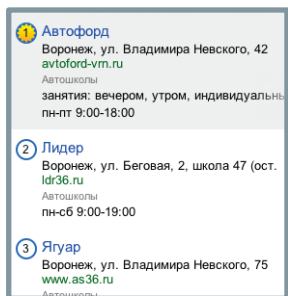 1 Автофорд
Воронеж, ул. Владимира Невского, 42
avtoford-vrn.ru
Автошколы
занятия: вечером, утром, индивидуальны
пн-пт 9:00-18:00
2 Лидер
Воронеж, ул. Беговая, 2, школа 47 (ост.
ldr36.ru
Автошколы
пн-сб 9:00-19:00
3 Ягуар
Воронеж, ул. Владимира Невского, 75
www.as36.ru
Автошколы